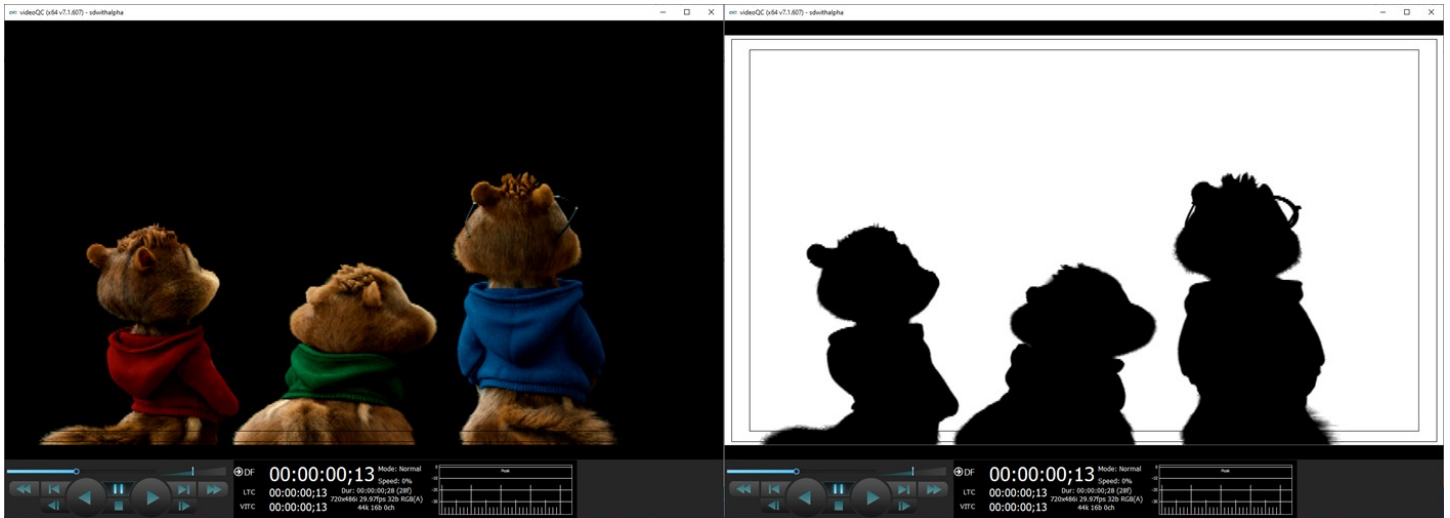 videoQC (x64 v7.1.607) - sdwithalpha
DF
00:00:00;13
Mode: Normal
Speed: 0%
LTC
00:00:00;13
Dur: 00:00:00;28 (28f)
720x486i 29.97fps 32b RGB(A)
VITC
00:00:00;13
44k 16b 0ch
Peak
videoQC (x64 v7.1.607) - sdwithalpha
DF
00:00:00;13
Mode: Normal
Speed: 0%
LTC
00:00:00;13
Dur: 00:00:00;28 (28f)
720x486i 29.97fps 32b RGB(A)
VITC
00:00:00;13
44k 16b 0ch
Peak